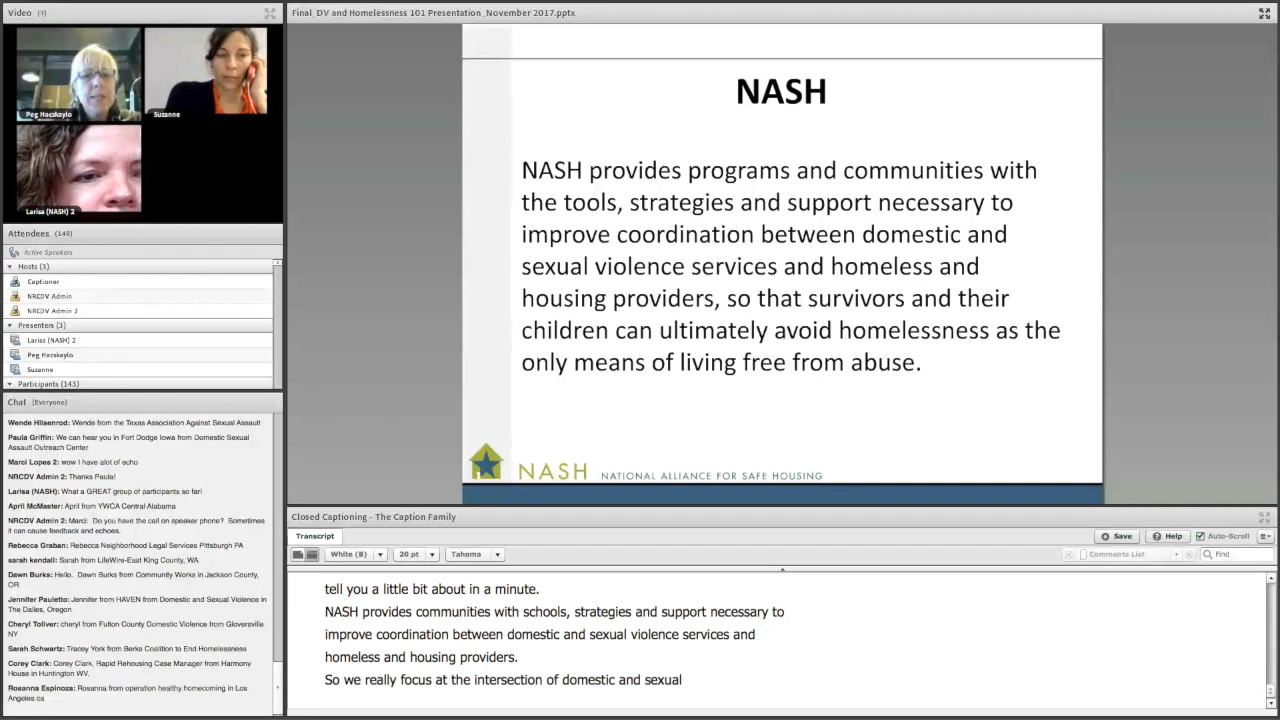 Video (3)
Peg Hacskaylo
Suzanne
Larisa (NASH) 2
Attendees (149)
Active Speakers
Hosts (3)
Captioner
NRCDV Admin
NRCDV Admin 2
Presenters (3)
Larisa (NASH) 2
Peg Hacskaylo
Suzanne
Participants (143)
Chat (Everyone)
Wende Hilsenrod: Wende from the Texas Association Against Sexual Assault
Paula Griffin: We can hear you in Fort Dodge Iowa from Domestic Sexual
Assault Outreach Center
Marci Lopes 2: wow I have alot of echo
NRCDV Admin 2: Thanks Paula!
Larisa (NASH): What a GREAT group of participants so far!
April McMaster: April from YWCA Central Alabama
NRCDV Admin 2: Marci: Do you have the call on speaker phone? Sometimes
it can cause feedback and echoes.
Rebecca Graban: Rebecca Neighborhood Legal Services Pittsburgh PA
sarah kendall: Sarah from LifeWire-East King County, WA
Dawn Burks: Hello. Dawn Burks from Community Works in Jackson County,
OR
Jennifer Pauletto: Jennifer from HAVEN from Domestic and Sexual Violence in
The Dalles, Oregon
Cheryl Toliver: cheryl from Fulton County Domestic Violence from Gloversville
NY
Sarah Schwartz: Tracey York from Berks Coalition to End Homelessness
Corey Clark: Corey Clark, Rapid Rehousing Case Manager from Harmony
House in Huntington WV.
Rosanna Espinoza: Rosanna from operation healthy homecoming in Los
Angeles ca
Final_DV and Homelessness 101 Presentation_November 2017.pptx
NASH
NASH provides programs and communities with
the tools, strategies and support necessary to
improve coordination between domestic and
sexual violence services and homeless and
housing providers, so that survivors and their
children can ultimately avoid homelessness as the
only means of living free from abuse.
NASH NATIONAL ALLIANCE FOR SAFE HOUSING
Closed Captioning - The Caption Family
Transcript
Save
Help
Auto-Scroll
White (B)
20 pt
Tahoma
Comments List
Find
tell you a little bit about in a minute.
NASH provides communities with schools, strategies and support necessary to
improve coordination between domestic and sexual violence services and
homeless and housing providers.
So we really focus at the intersection of domestic and sexual